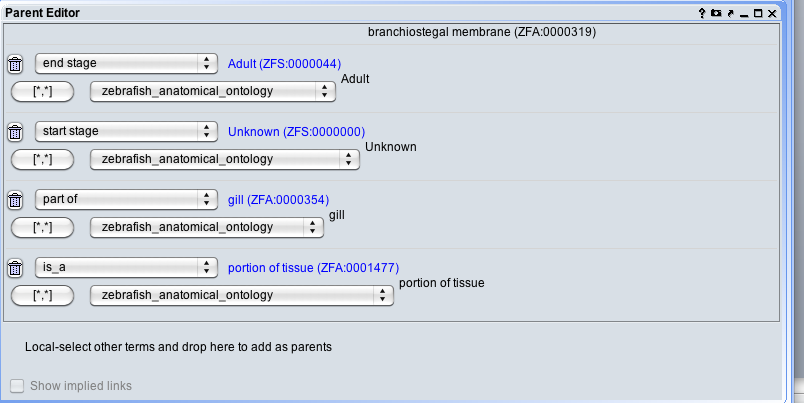 Parent Editor ?
branchiostegal membrane (ZFA:0000319)
end stage Adult (ZFS:0000044)
[*,*] zebrafish_anatomical_ontology Adult
start stage Unknown (ZFS:0000000)
[*,*] zebrafish_anatomical_ontology Unknown
part of gill (ZFA:0000354)
[*,*] zebrafish_anatomical_ontology gill
is_a portion of tissue (ZFA:0001477)
[*,*] zebrafish_anatomical_ontology portion of tissue
Local-select other terms and drop here to add as parents
Show implied links